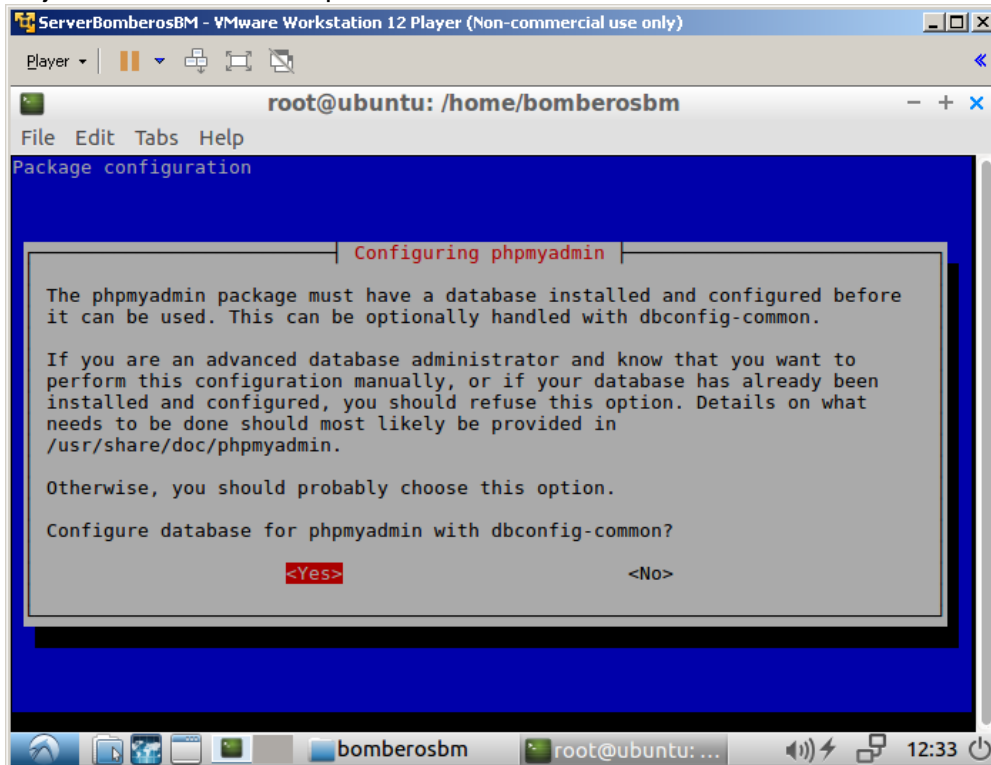 ServerBomberosBM - VMware Workstation 12 Player (Non-commercial use only)
Player
root@ubuntu: /home/bomberosbm
File Edit Tabs Help
Package configuration
Configuring phpmyadmin
The phpmyadmin package must have a database installed and configured before
it can be used. This can be optionally handled with dbconfig-common.
If you are an advanced database administrator and know that you want to
perform this configuration manually, or if your database has already been
installed and configured, you should refuse this option. Details on what
needs to be done should most likely be provided in
/usr/share/doc/phpmyadmin.
Otherwise, you should probably choose this option.
Configure database for phpmyadmin with dbconfig-common?
<Yes> <No>
bomberosbm root@ubuntu: ... 12:33